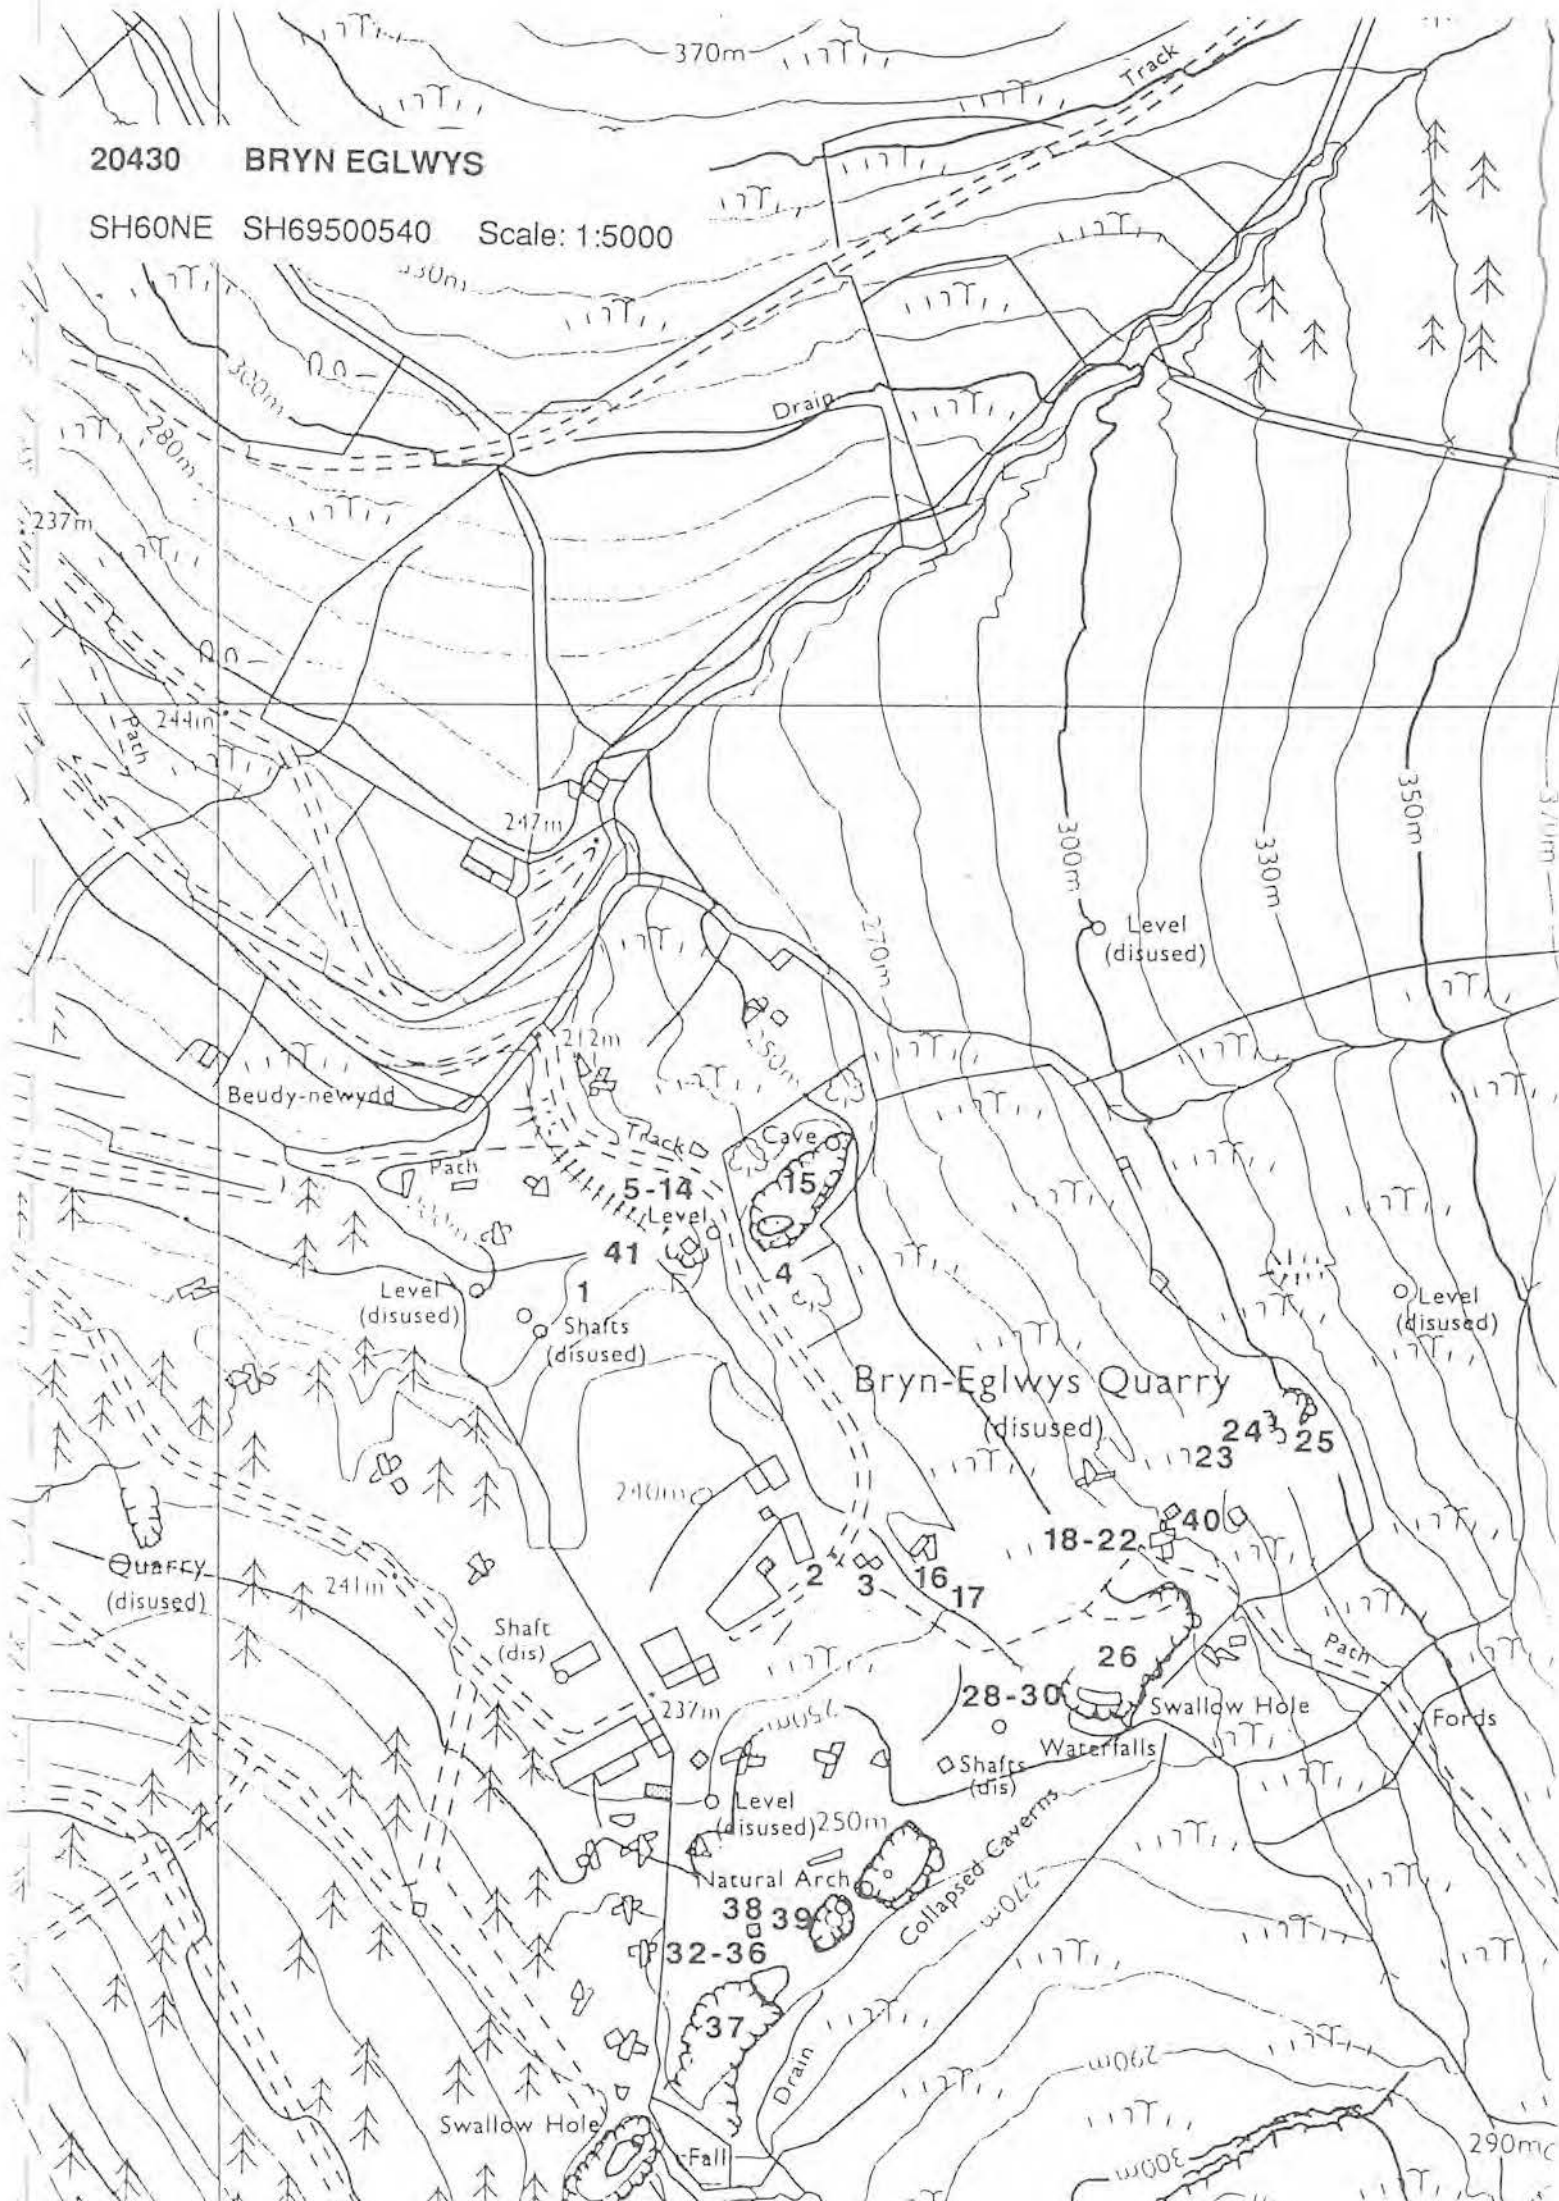 370m
Track
20430 BRYN EGLWYS
SH60NE SH69500540 Scale: 1:5000
300m
280m
Drain
237m
Path
244m
247m
300m
330m
350m
270m
Level
(disused)
212m
250m
Beudy-newydd
Track
Cave
Path
5-14
15
Level
41
4
1
Level
(disused)
Shafts
(disused)
Level
(disused)
Bryn-Eglwys Quarry
(disused)
24
25
23
240m
40
18-22
2
3
16
17
Quarry
(disused)
241m
Shaft
(dis)
Path
26
28-30
237m
250m
Swallow Hole
Fords
Waterfalls
Shafts
(dis)
Level
(disused)
250m
Collapsed Caverns
Natural Arch
270m
38
39
32-36
37
Drain
290m
Swallow Hole
Fall
300m
290m